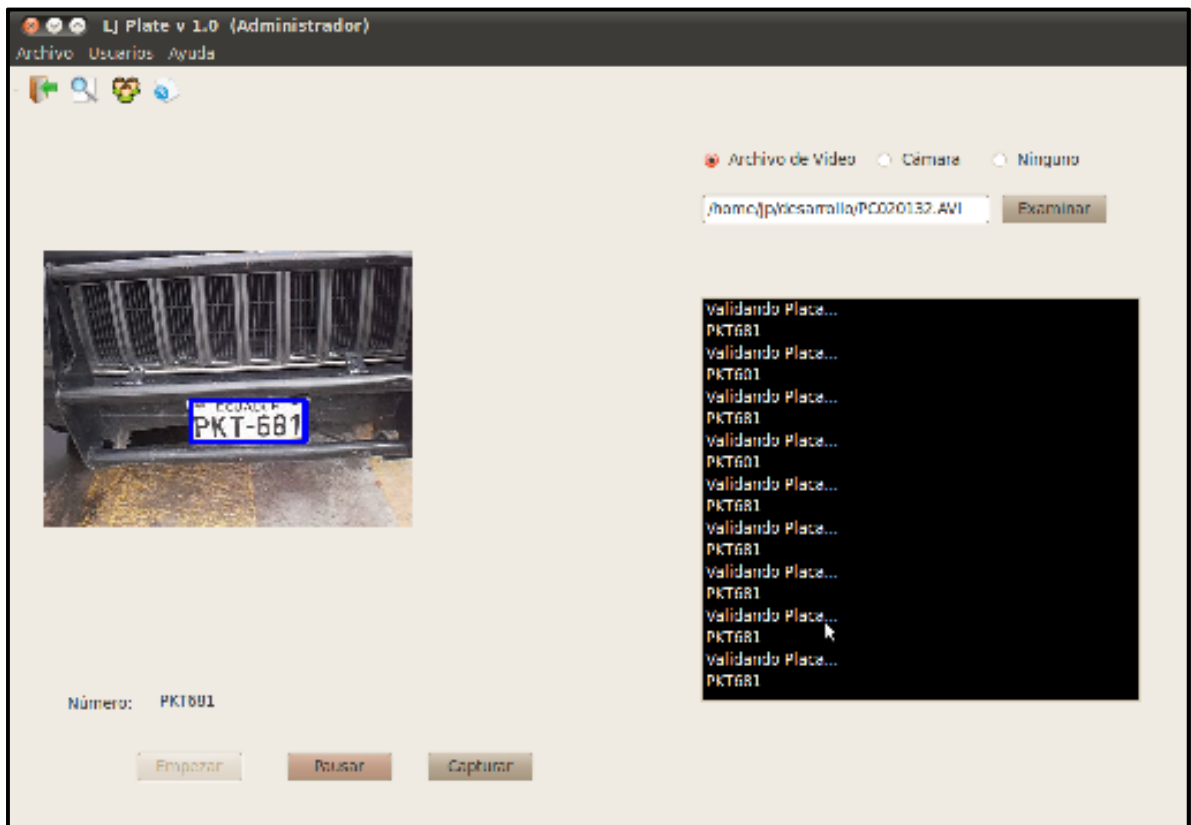 LJ Plate v 1.0 (Administrador)
Archivo Usuarios Ayuda
Archivo de Video Cámara Ninguno
/home/jp/desarrollo/PC020132.AVI Examinar
ECUADOR
PKT-681
Validando Placa...
PKT681
Validando Placa...
PKT601
Validando Placa...
PKT681
Validando Placa...
PKT601
Validando Placa...
PKT681
Validando Placa...
PKT681
Validando Placa...
PKT681
Validando Placa...
PKT681
Validando Placa...
PKT681
Número: PKT681
Empezar Pausar Capturar